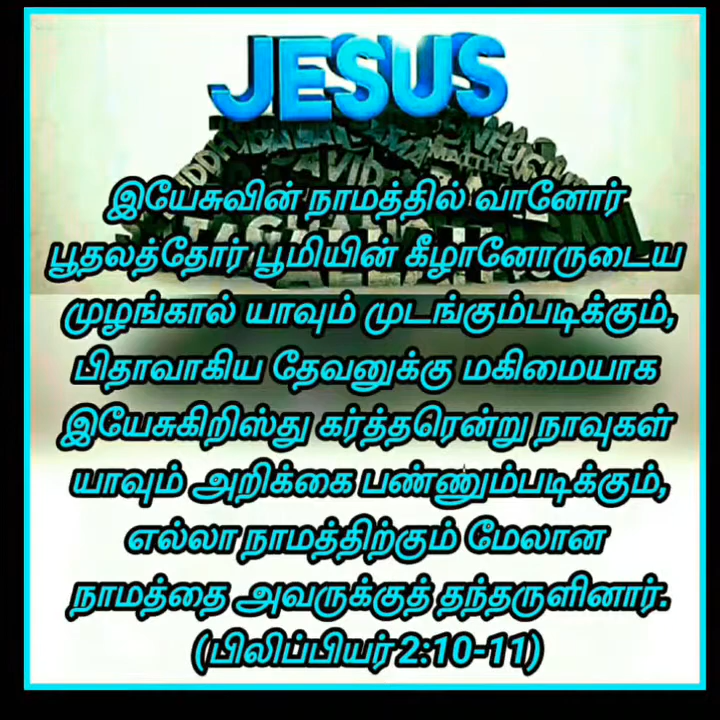 JESUS
DAVID
இயேசுவின் நாமத்தில் வானோர்
பூதலத்தோர் பூமியின் கீழானோருடைய
முழங்கால் யாவும் முடங்கும்படிக்கும்,
பிதாவாகிய தேவனுக்கு மகிமையாக
இயேசுகிறிஸ்து கர்த்தரென்று நாவுகள்
யாவும் அறிக்கை பண்ணும்படிக்கும்,
எல்லா நாமத்திற்கும் மேலான
நாமத்தை அவருக்குத் தந்தருளினார்.
(பிலிப்பியர் 2:10-11)